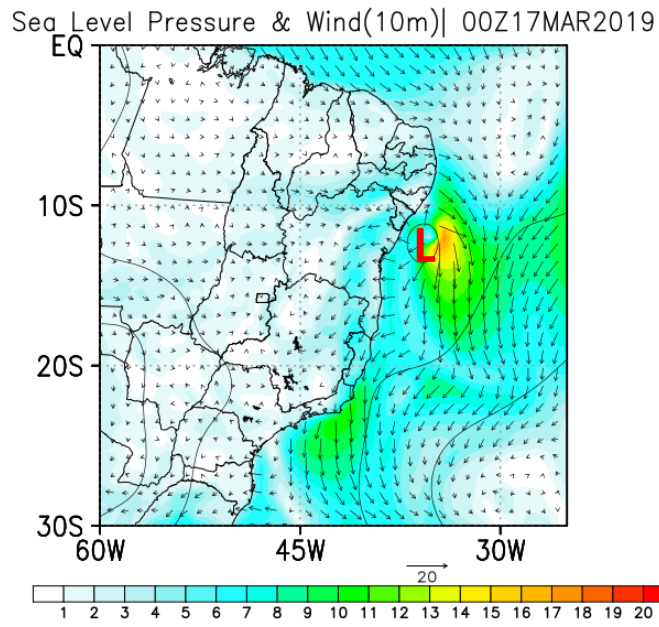 Sea Level Pressure & Wind(10m)| 00Z17MAR2019
EQ
10S
L
20S
30S
60W 45W 30W
20
1 2 3 4 5 6 7 8 9 10 11 12 13 14 15 16 17 18 19 20